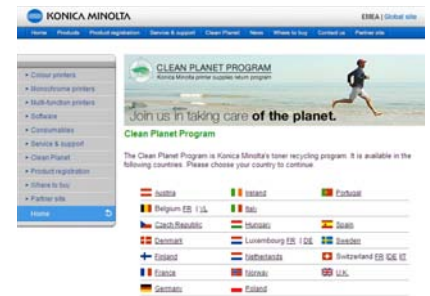 KONICA MINOLTA
EMEA | Global site
Home Products Product registration Service & support Clean Planet News Where to buy Contact us Partner site
• Colour printers
• Monochrome printers
• Multi-function printers
• Software
• Consumables
• Service & support
• Clean Planet
• Product registration
• Where to buy
• Partner site
Home
CLEAN PLANET PROGRAM
Konica Minolta printer supplies return program
Join us in taking care of the planet.
Clean Planet Program
The Clean Planet Program is Konica Minolta's toner recycling program. It is available in the
following countries. Please choose your country to continue.
Austria Ireland Portugal
Belgium FR | VL Italy
Czech Republic Hungary Spain
Denmark Luxembourg FR | DE Sweden
Finland Netherlands Switzerland FR |DE |IT
France Norway U.K.
Germany Poland